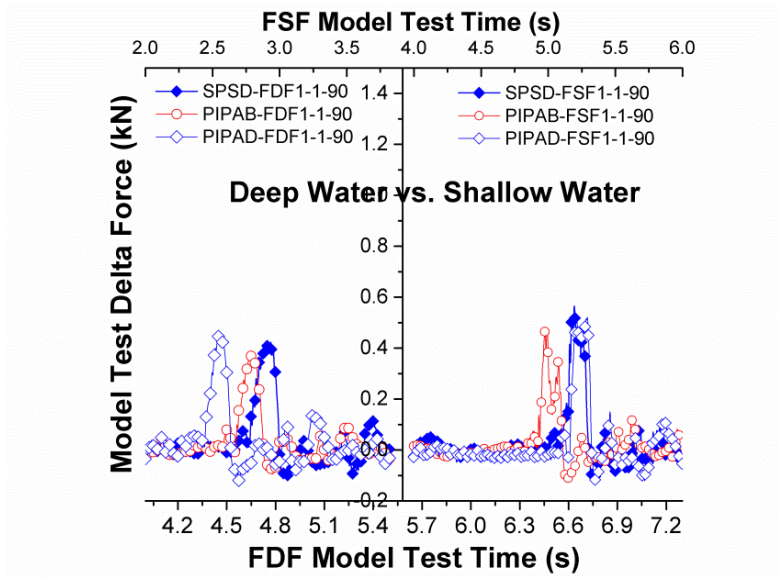 FSF Model Test Time (s)
2.0 2.5 3.0 3.5 4.0 4.5 5.0 5.5 6.0
SPSD-FDF1-1-90
PIPAB-FDF1-1-90
PIPAD-FDF1-1-90
SPSD-FSF1-1-90
PIPAB-FSF1-1-90
PIPAD-FSF1-1-90
Model Test Delta Force (kN)
1.4
1.2
1.0
Deep Water vs. Shallow Water
0.8
0.6
0.4
0.2
0.0
-0.2
4.2 4.5 4.8 5.1 5.4 5.7 6.0 6.3 6.6 6.9 7.2
FDF Model Test Time (s)